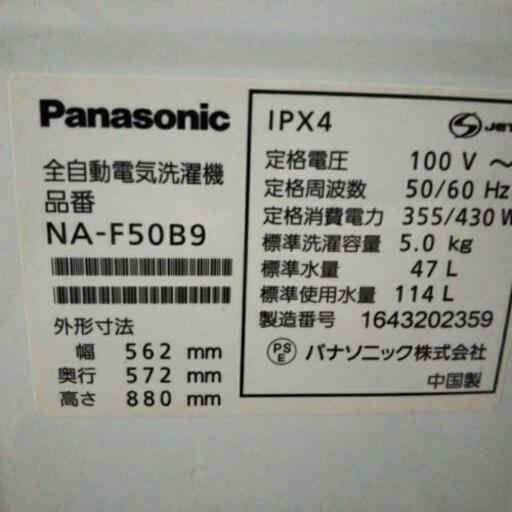 Panasonic
全自動電気洗濯機
品番
NA-F50B9
外形寸法
幅 562 mm
奥行 572 mm
高さ 880 mm
IPX4
JET
定格電圧 100 V ～
定格周波数 50/60 Hz
定格消費電力 355/430 W
標準洗濯容量 5.0 kg
標準水量 47 L
標準使用水量 114 L
製造番号 1643202359
PS E パナソニック株式会社
中国製